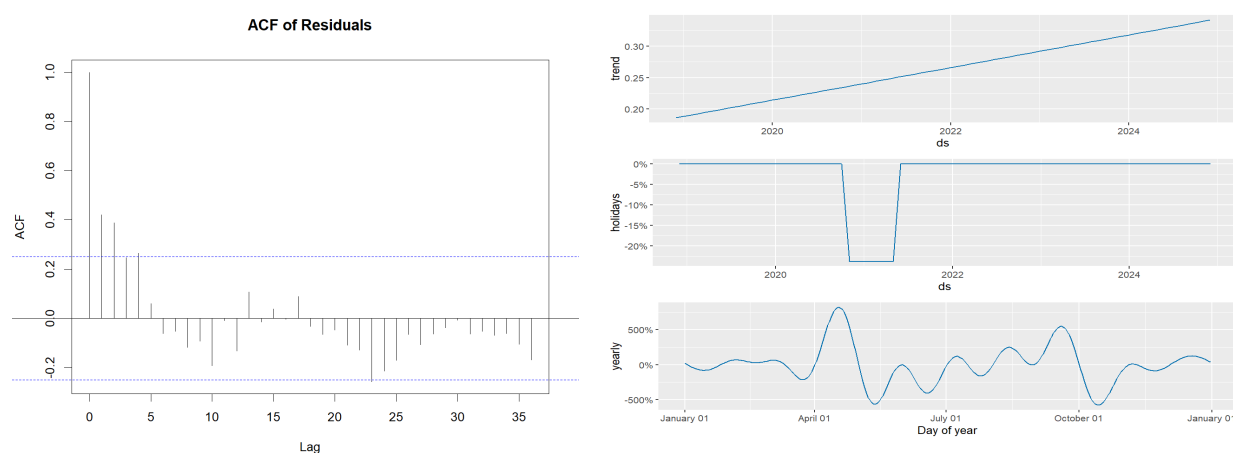 ACF of Residuals
ACF
1.0
0.8
0.6
0.4
0.2
0.0
-0.2
0 5 10 15 20 25 30 35
Lag
trend
0.30
0.25
0.20
2020 2022 2024
ds
holidays
0%
-5%
-10%
-15%
-20%
2020 2022 2024
ds
yearly
500%
0%
-500%
January 01 April 01 July 01 October 01 January 01
Day of year